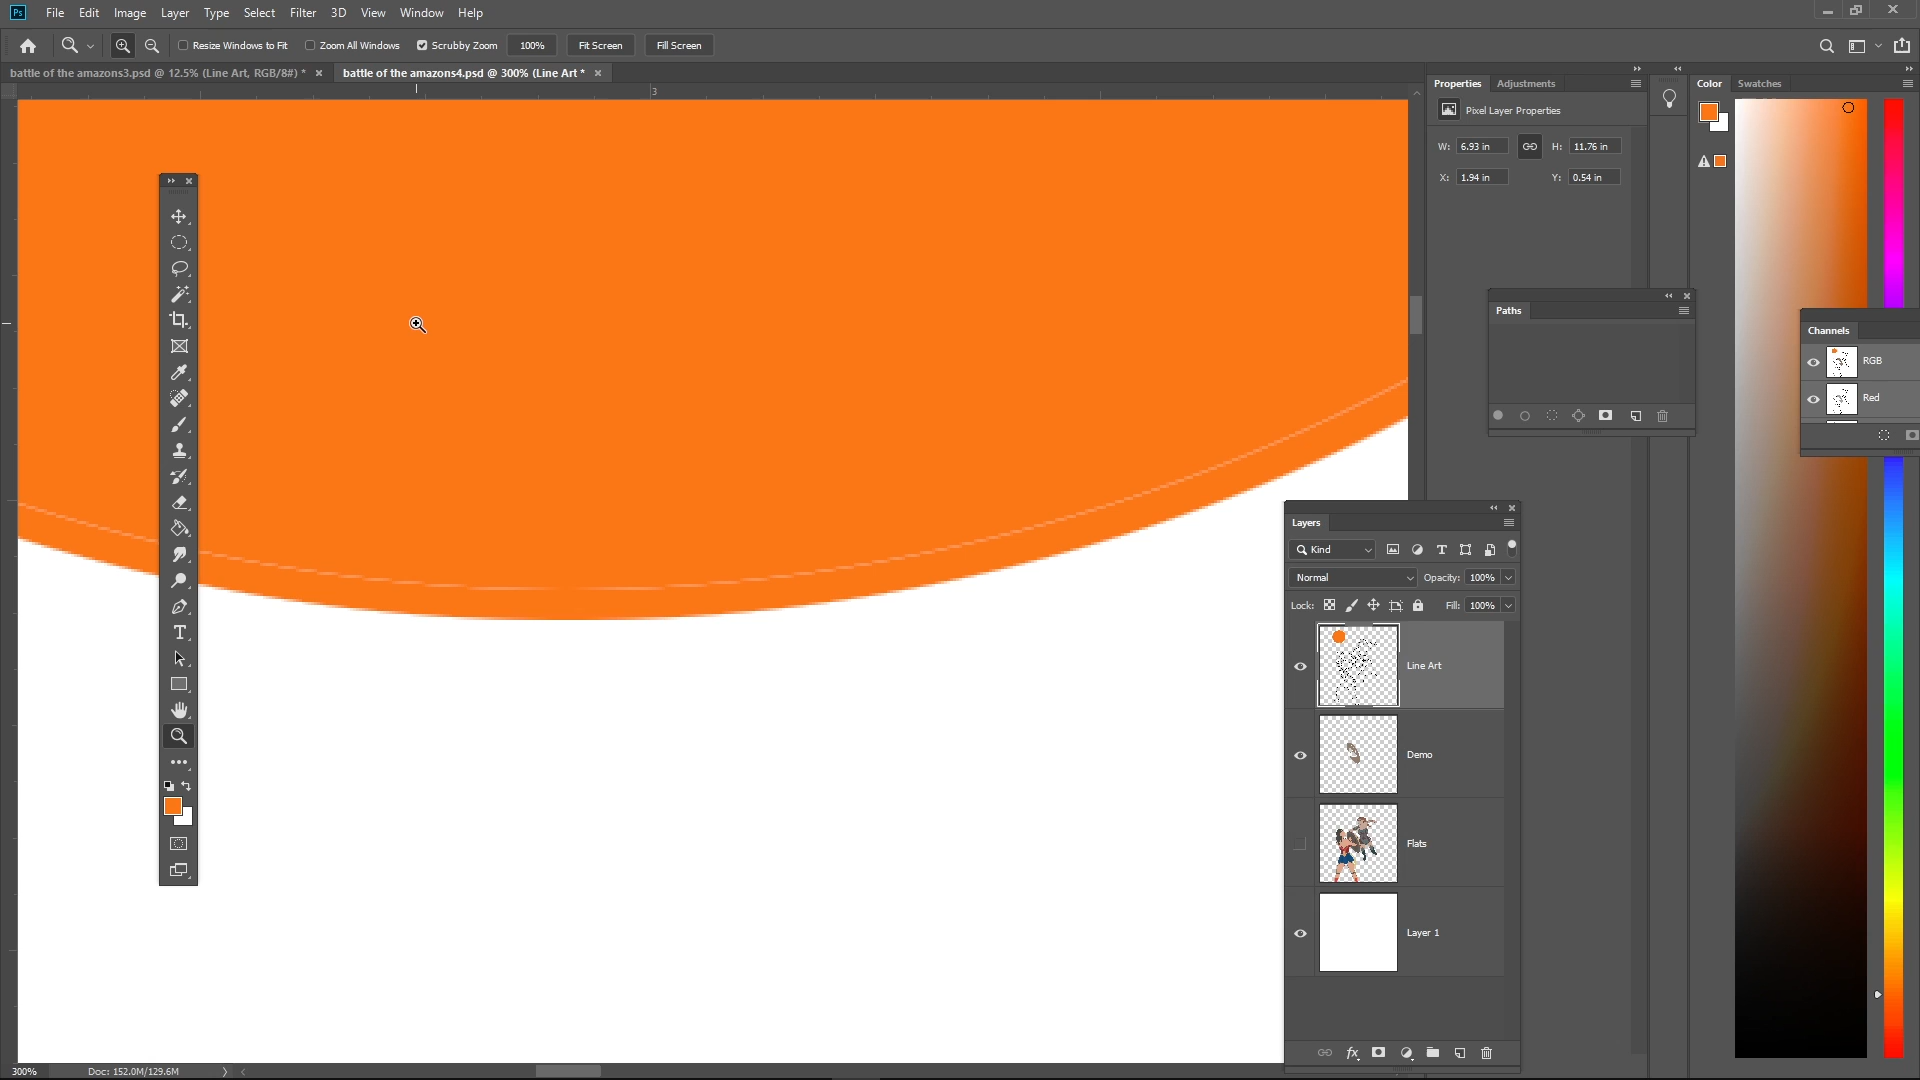 Ps File Edit Image Layer Type Select Filter 3D View Window Help
Resize Windows to Fit Zoom All Windows Scrubby Zoom 100% Fit Screen Fill Screen
battle of the amazons3.psd @ 12.5% (Line Art, RGB/8#) * × battle of the amazons4.psd @ 300% (Line Art * ×
3
Properties Adjustments
Pixel Layer Properties
W: 6.93 in H: 11.76 in
X: 1.94 in Y: 0.54 in
Color Swatches
Paths
Channels
RGB
Red
Layers
Kind
Normal Opacity: 100%
Lock: Fill: 100%
Line Art
Demo
Flats
Layer 1
300% Doc: 152.0M/129.6M